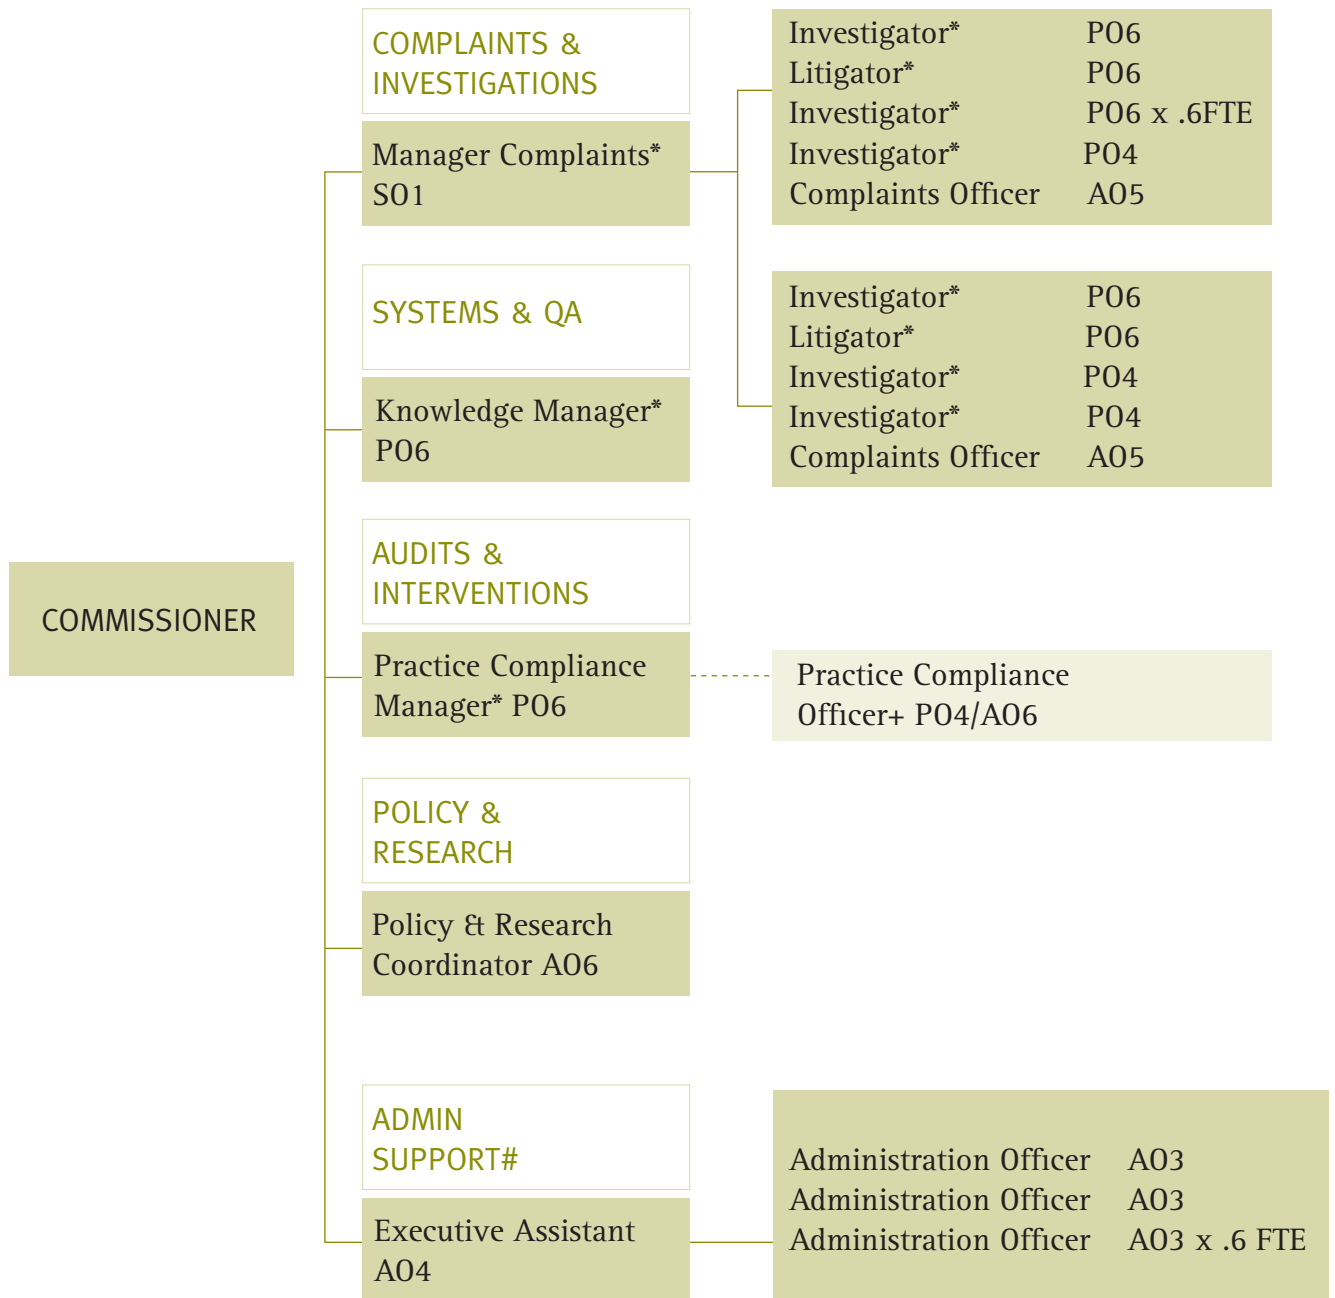 COMMISSIONER
COMPLAINTS &
INVESTIGATIONS
Manager Complaints*
SO1
Investigator* PO6
Litigator* PO6
Investigator* PO6 x .6FTE
Investigator* PO4
Complaints Officer AO5
Investigator* PO6
Litigator* PO6
Investigator* PO4
Investigator* PO4
Complaints Officer AO5
SYSTEMS & QA
Knowledge Manager*
PO6
AUDITS &
INTERVENTIONS
Practice Compliance
Manager* PO6
Practice Compliance
Officer+ PO4/AO6
POLICY &
RESEARCH
Policy & Research
Coordinator AO6
ADMIN
SUPPORT#
Executive Assistant
AO4
Administration Officer AO3
Administration Officer AO3
Administration Officer AO3 x .6 FTE